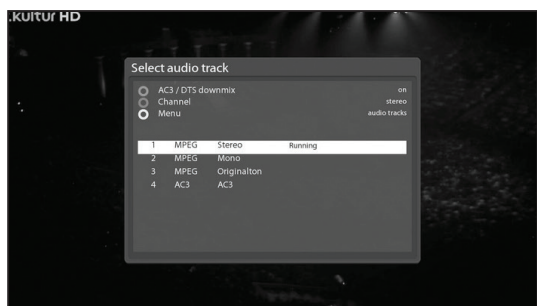 .kultur HD
Select audio track
AC3 / DTS downmix on
Channel stereo
Menu audio tracks
1 MPEG Stereo Running
2 MPEG Mono
3 MPEG Originalton
4 AC3 AC3